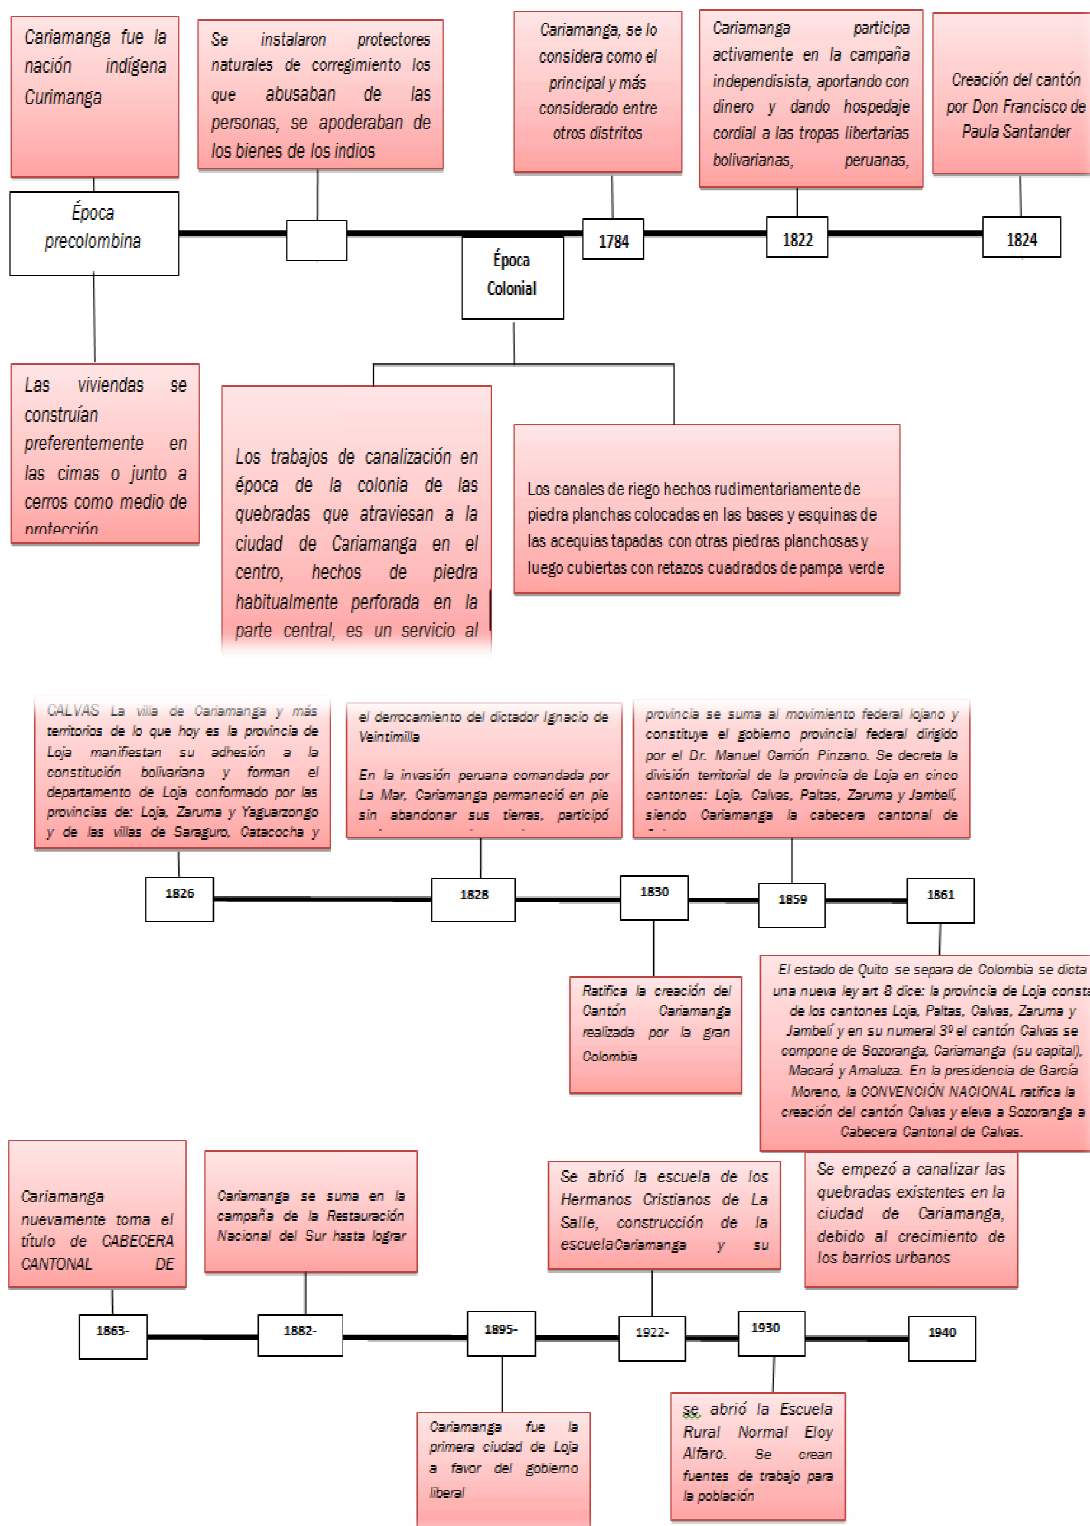 Cariamanga fue la
nación indígena
Curimanga
Se instalaron protectores
naturales de corregimiento los
que abusaban de las
personas, se apoderaban de
los bienes de los indios
Cariamanga, se lo
considera como el
principal y más
considerado entre
otros distritos
Cariamanga participa
activamente en la campaña
independisista, aportando con
dinero y dando hospedaje
cordial a las tropas libertarias
bolivarianas, peruanas,
Creación del cantón
por Don Francisco de
Paula Santander
Época
precolombina
Época
Colonial
1784
1822
1824
Las viviendas se
construían
preferentemente en
las cimas o junto a
cerros como medio de
protección
Los trabajos de canalización en
época de la colonia de las
quebradas que atraviesan a la
ciudad de Cariamanga en el
centro, hechos de piedra
habitualmente perforada en la
parte central, es un servicio al
Los canales de riego hechos rudimentariamente de
piedra planchas colocadas en las bases y esquinas de
las acequias tapadas con otras piedras planchosas y
luego cubiertas con retazos cuadrados de pampa verde
CALVAS La villa de Cariamanga y más
territorios de lo que hoy es la provincia de
Loja manifiestan su adhesión a la
constitución bolivariana y forman el
departamento de Loja conformado por las
provincias de: Loja, Zaruma y Yaguarzongo
y de las villas de Saraguro, Catacocha y
el derrocamiento del dictador Ignacio de
Veintimilla
En la invasión peruana comandada por
La Mar, Cariamanga permaneció en pie
sin abandonar sus tierras, participó
provincia se suma al movimiento federal lojano y
constituye el gobierno provincial federal dirigido
por el Dr. Manuel Carrión Pinzano. Se decreta la
división territorial de la provincia de Loja en cinco
cantones: Loja, Calvas, Paltas, Zaruma y Jambelí,
siendo Cariamanga la cabecera cantonal de
1826
1828
1830
1859
1861
Ratifica la creación del
Cantón Cariamanga
realizada por la gran
Colombia
El estado de Quito se separa de Colombia se dicta
una nueva ley art 8 dice: la provincia de Loja consta
de los cantones Loja, Paltas, Calvas, Zaruma y
Jambelí y en su numeral 3º el cantón Calvas se
compone de Sozoranga, Cariamanga (su capital),
Macará y Amaluza. En la presidencia de García
Moreno, la CONVENCIÓN NACIONAL ratifica la
creación del cantón Calvas y eleva a Sozoranga a
Cabecera Cantonal de Calvas.
Cariamanga
nuevamente toma el
título de CABECERA
CANTONAL DE
Cariamanga se suma en la
campaña de la Restauración
Nacional del Sur hasta lograr
Se abrió la escuela de los
Hermanos Cristianos de La
Salle, construcción de la
escuelaCariamanga y su
Se empezó a canalizar las
quebradas existentes en la
ciudad de Cariamanga,
debido al crecimiento de
los barrios urbanos
1863-
1882-
1895-
1922-
1930
1940
Cariamanga fue la
primera ciudad de Loja
a favor del gobierno
liberal
se abrió la Escuela
Rural Normal Eloy
Alfaro. Se crean
fuentes de trabajo para
la población